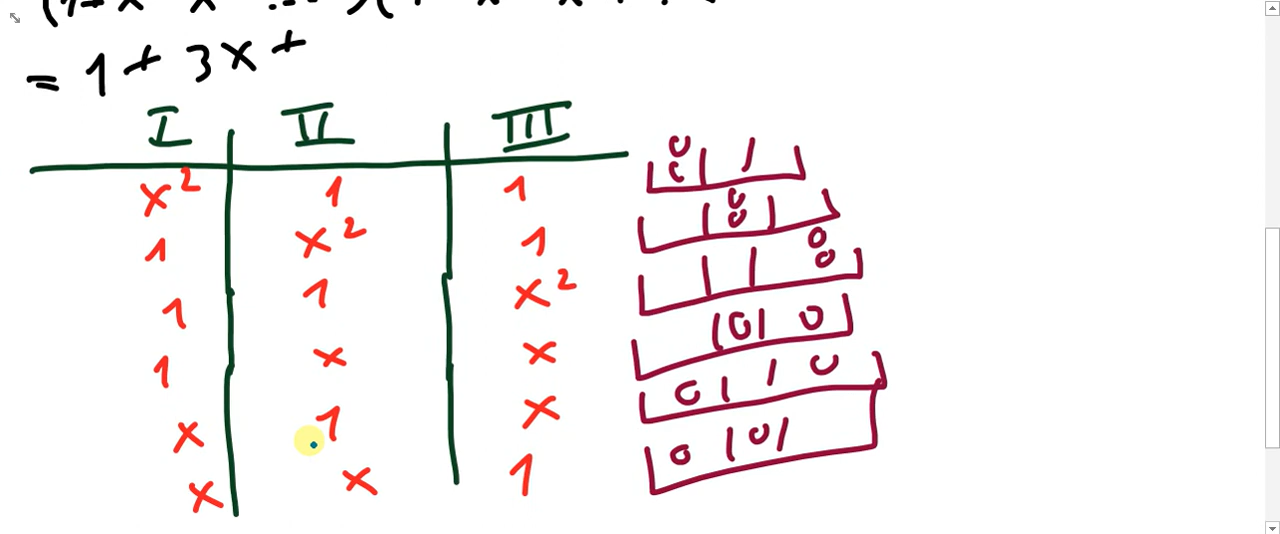 = 1 + 3x +
I II III
x² 1 1
1 x² 1
1 1 x²
1 x x
x 1 x
x x 1